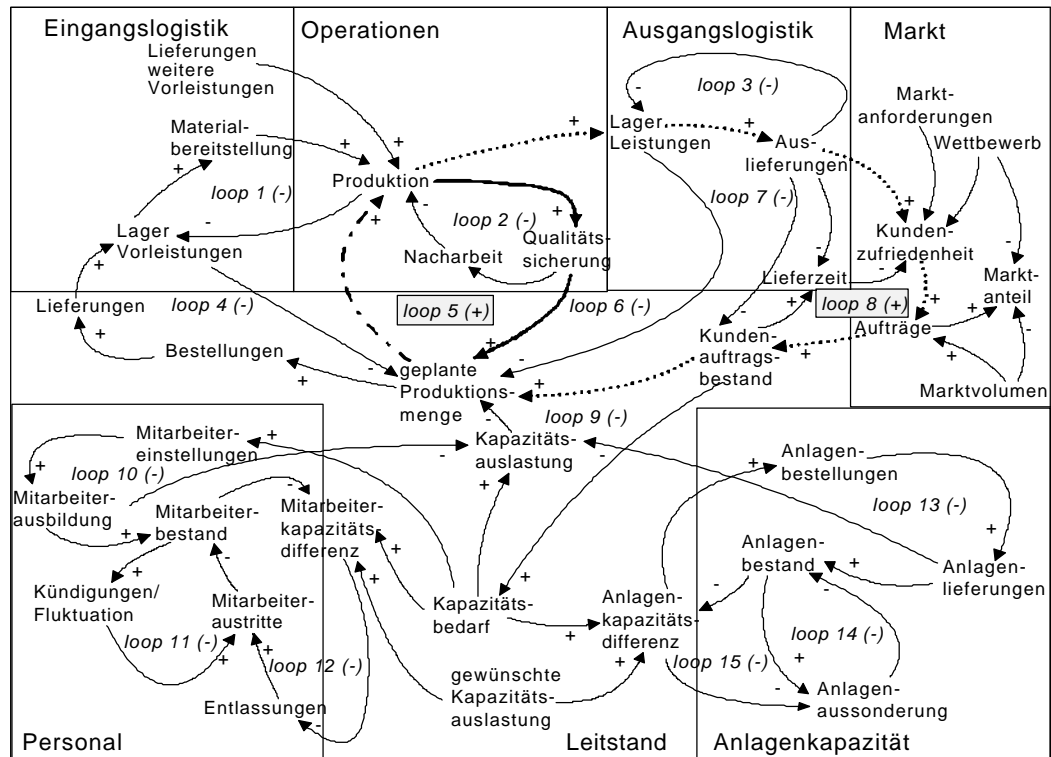 Eingangslogistik
Operationen
Ausgangslogistik
Markt
Lieferungen
weitere
Vorleistungen
Material-
bereitstellung
+
+
+
+
loop 1 (-)
Produktion
-
Lager
Vorleistungen
+
+
-
loop 2 (-)
+
Qualitäts-
sicherung
Nacharbeit
-
loop 3 (-)
Lager
Leistungen
+
Aus-
lieferungen
loop 7 (-)
Markt-
anforderungen
Wettbewerb
+
-
Kunden-
zufriedenheit
-
Lieferzeit
-
Markt-
anteil
Lieferungen
loop 4 (-)
loop 5 (+)
loop 6 (-)
-
+
loop 8 (+)
+
+
-
Aufträge
+
Bestellungen
+
-
+
-
geplante
Produktions-
menge
+
Kunden-
auftrags-
bestand
+
+
Marktvolumen
-
loop 9 (-)
Mitarbeiter-
einstellungen
+
+
loop 10 (-)
-
Kapazitäts-
auslastung
-
+
Anlagen-
bestellungen
+
loop 13 (-)
+
Mitarbeiter-
ausbildung
+
Mitarbeiter-
bestand
-
Mitarbeiter-
kapazitäts-
differenz
+
-
+
Kündigungen/
Fluktuation
Mitarbeiter-
austritte
+
+
Kapazitäts-
bedarf
+
+
Anlagen-
kapazitäts-
differenz
+
-
Anlagen-
bestand
+
-
Anlagen-
lieferungen
loop 11 (-)
+
+
loop 12 (-)
loop 14 (-)
loop 15 (-)
+
-
Entlassungen
-
gewünschte
Kapazitäts-
auslastung
Anlagen-
aussonderung
Personal
Leitstand
Anlagenkapazität